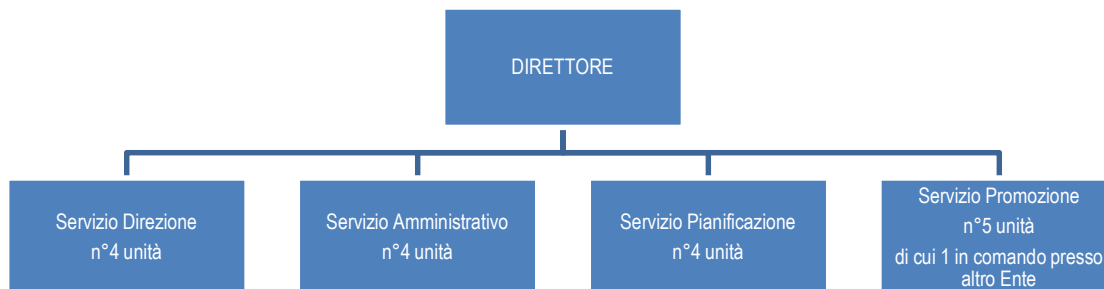 DIRETTORE
Servizio Direzione
n°4 unità
Servizio Amministrativo
n°4 unità
Servizio Pianificazione
n°4 unità
Servizio Promozione
n°5 unità
di cui 1 in comando presso
altro Ente